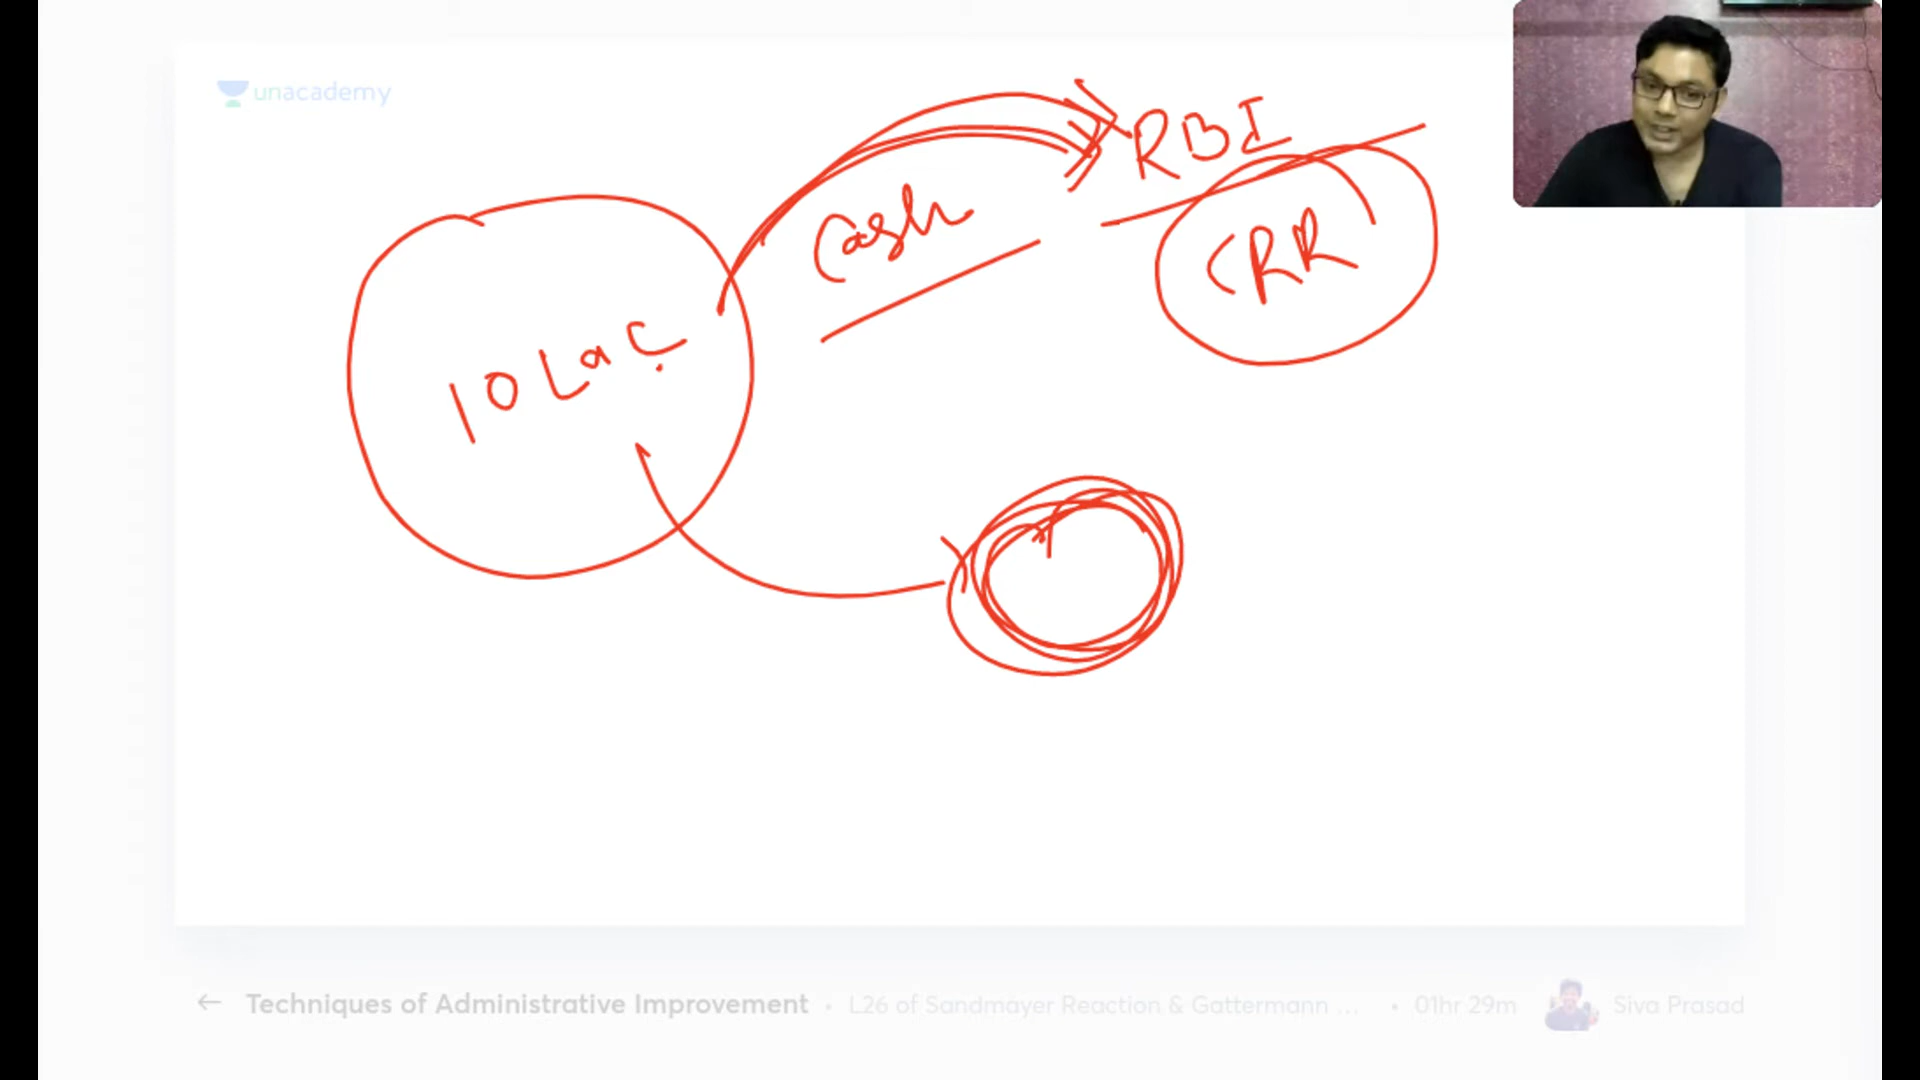 unacademy
RBI
Cash
CRR
10 Lac
Techniques of Administrative Improvement • L26 of Sandmayer Reaction & Gattermann ... • 01hr 29m Siva Prasad